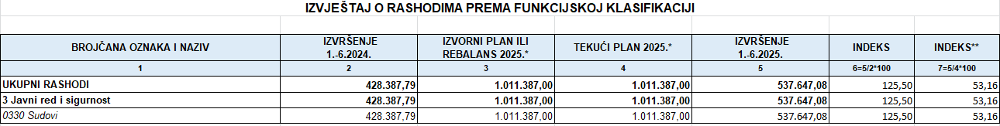 IZVJEŠTAJ O RASHODIMA PREMA FUNKCIJSKOJ KLASIFIKACIJI
BROJČANA OZNAKA I NAZIV IZVRŠENJE 1.-6.2024. IZVORNI PLAN ILI REBALANS 2025.* TEKUĆI PLAN 2025.* IZVRŠENJE 1.-6.2025. INDEKS INDEKS**
1 2 3 4 5 6=5/2*100 7=5/4*100
UKUPNI RASHODI 428.387,79 1.011.387,00 1.011.387,00 537.647,08 125,50 53,16
3 Javni red i sigurnost 428.387,79 1.011.387,00 1.011.387,00 537.647,08 125,50 53,16
0330 Sudovi 428.387,79 1.011.387,00 1.011.387,00 537.647,08 125,50 53,16